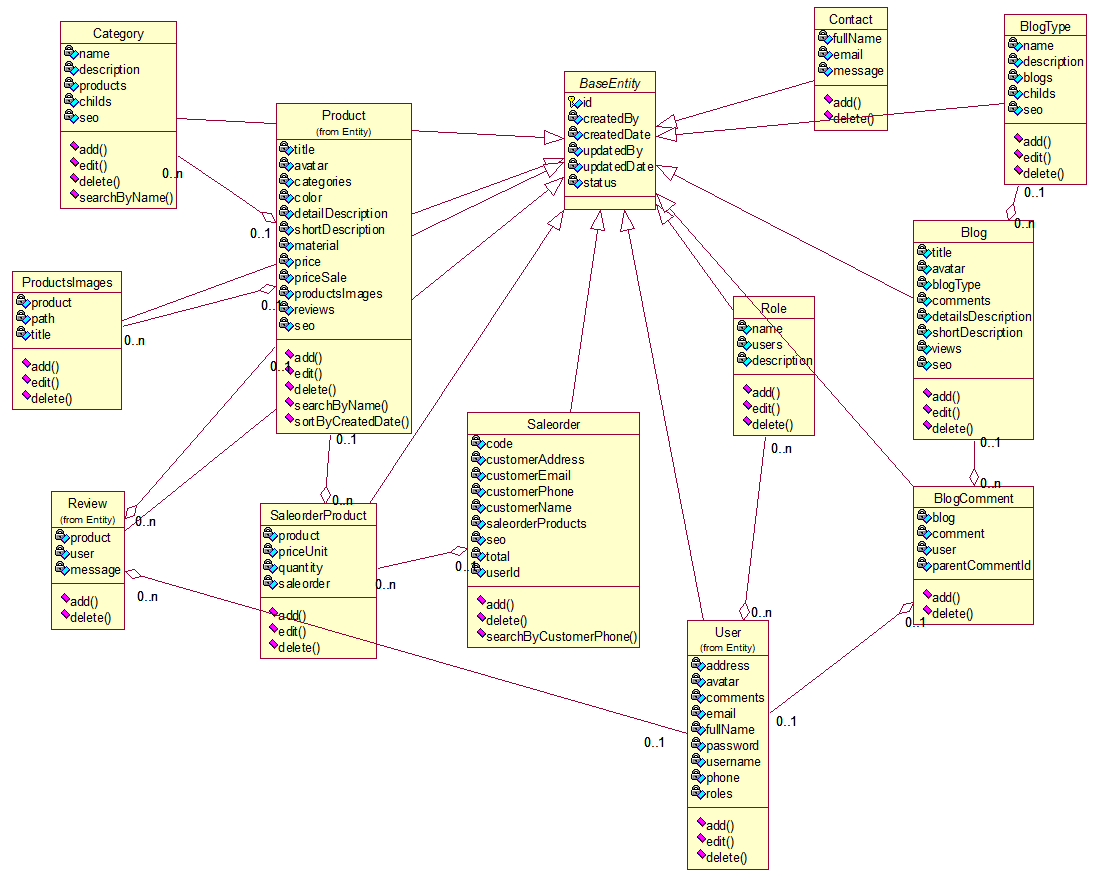 Category
name
description
products
childs
seo
add()
edit()
delete()
searchByName()
0..n
0..1
Product
(from Entity)
title
avatar
categories
color
detailDescription
shortDescription
material
price
priceSale
productsImages
reviews
seo
add()
edit()
delete()
searchByName()
sortByCreatedDate()
BaseEntity
id
createdBy
createdDate
updatedBy
updatedDate
status
Contact
fullName
email
message
add()
delete()
BlogType
name
description
blogs
childs
seo
add()
edit()
delete()
0..1
0..n
Blog
title
avatar
blogType
comments
detailsDescription
shortDescription
views
seo
add()
edit()
delete()
0..1
0..n
ProductsImages
product
path
title
add()
edit()
delete()
0..1
0..n
Role
name
users
description
add()
edit()
delete()
0..n
0..n
0..1
0..n
Review
(from Entity)
product
user
message
add()
delete()
0..n
0..1
0..1
0..n
SaleorderProduct
product
priceUnit
quantity
saleorder
add()
edit()
delete()
0..n
0..1
Saleorder
code
customerAddress
customerEmail
customerPhone
customerName
saleorderProducts
seo
total
userId
add()
delete()
searchByCustomerPhone()
BlogComment
blog
comment
user
parentCommentId
add()
delete()
0..1
0..1
User
(from Entity)
address
avatar
comments
email
fullName
password
username
phone
roles
add()
edit()
delete()